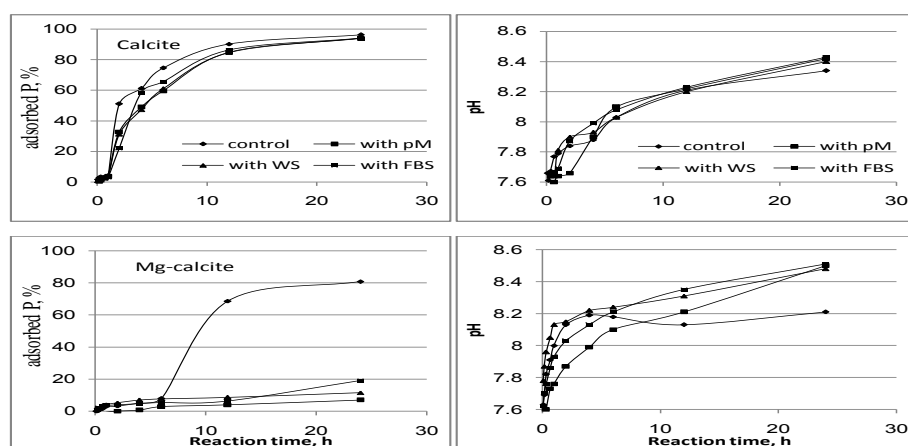 100
80
60
40
20
0
adsorbed P, %
Calcite
control
with pM
with WS
with FBS
0
10
20
30
8.6
8.4
8.2
8
7.8
7.6
pH
control
with pM
with WS
with FBS
0
10
20
30
100
80
60
40
20
0
adsorbed P, %
Mg-calcite
0
10
20
30
Reaction time, h
8.6
8.4
8.2
8
7.8
7.6
pH
0
10
20
30
Reaction time, h